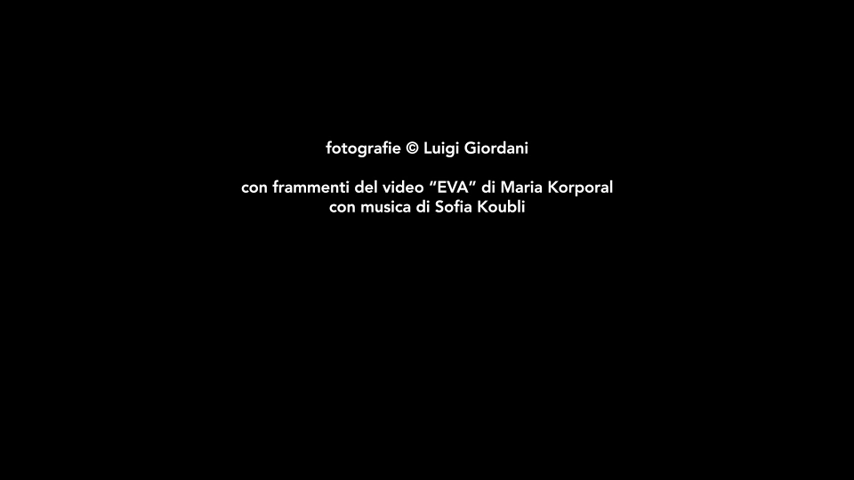 fotografie © Luigi Giordani
con frammenti del video “EVA” di Maria Korporal
con musica di Sofia Koubli